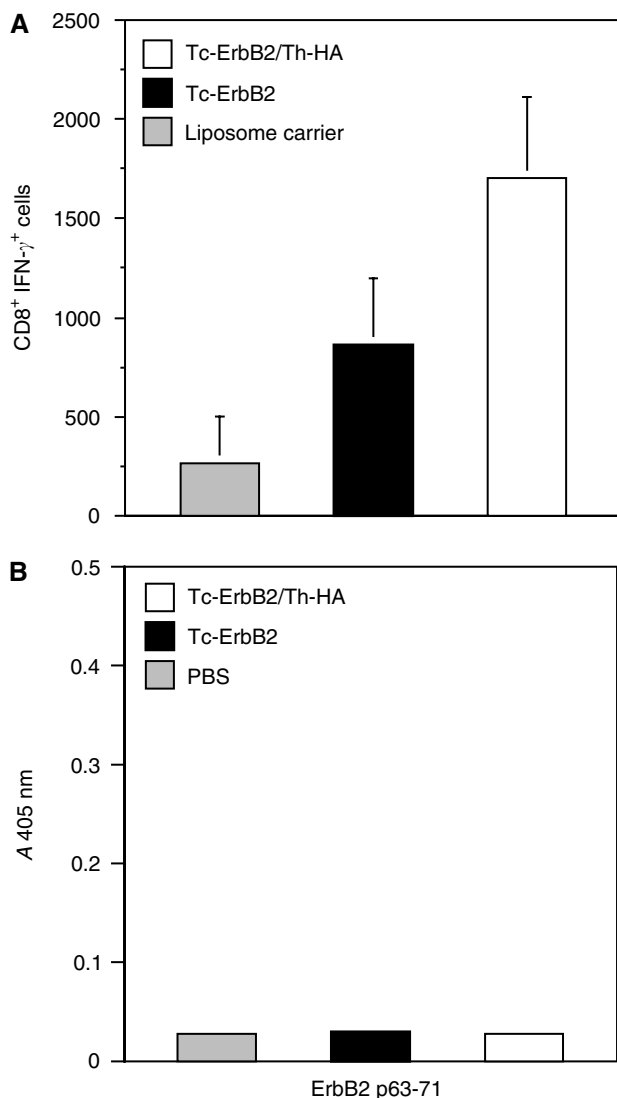 A
2500
2000
1500
1000
500
0
CD8+ IFN-γ+ cells
Tc-ErbB2/Th-HA
Tc-ErbB2
Liposome carrier
B
0.5
0.4
0.3
0.2
0.1
0
A 405 nm
Tc-ErbB2/Th-HA
Tc-ErbB2
PBS
ErbB2 p63-71